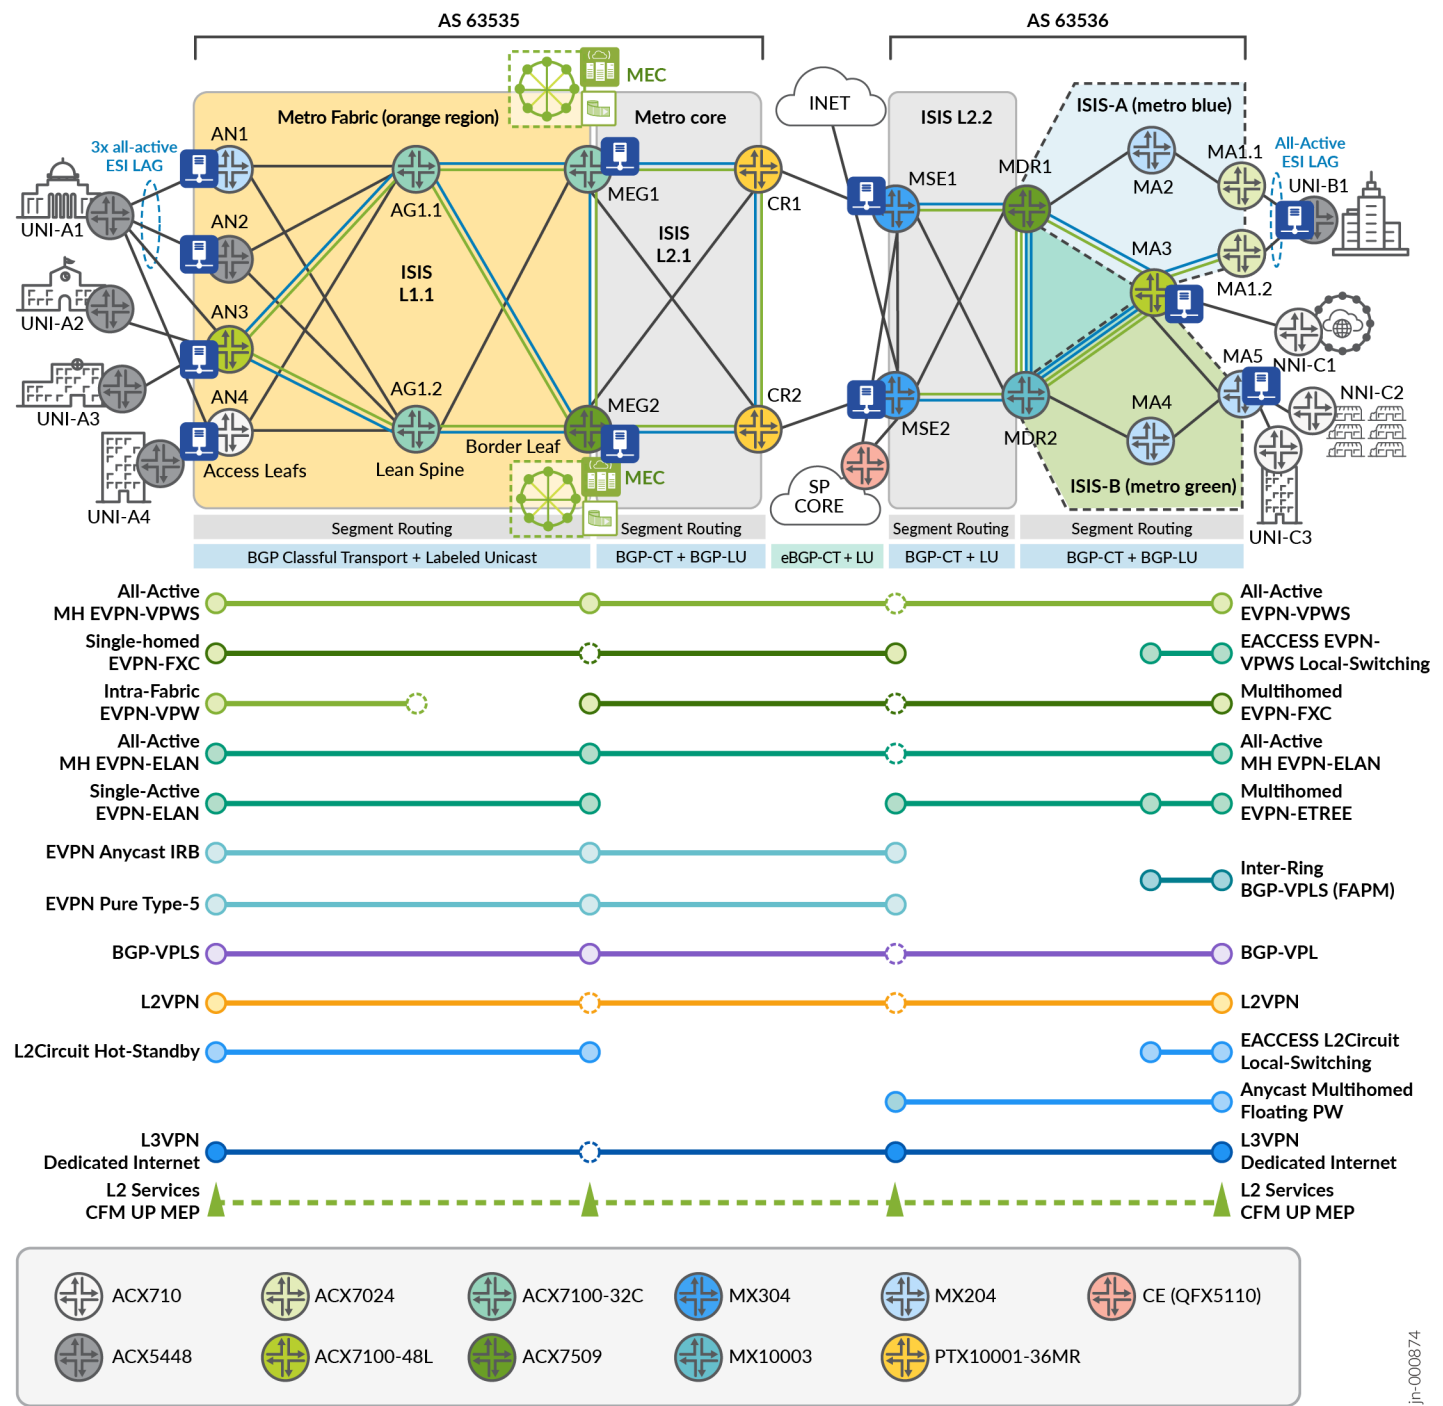 AS 63535
AS 63536
MEC
INET
Metro Fabric (orange region)
Metro core
ISIS L2.2
ISIS-A (metro blue)
3x all-active
ESI LAG
All-Active
ESI LAG
AN1
AN2
AN3
AN4
UNI-A1
UNI-A2
UNI-A3
UNI-A4
AG1.1
AG1.2
ISIS
L1.1
MEG1
MEG2
ISIS
L2.1
CR1
CR2
MSE1
MSE2
MDR1
MDR2
MA2
MA1.1
MA1.2
MA3
MA4
MA5
UNI-B1
NNI-C1
NNI-C2
UNI-C3
Access Leafs
Lean Spine
Border Leaf
MEC
SP
CORE
ISIS-B (metro green)
Segment Routing
Segment Routing
Segment Routing
Segment Routing
BGP Classful Transport + Labeled Unicast
BGP-CT + BGP-LU
eBGP-CT + LU
BGP-CT + LU
BGP-CT + BGP-LU
All-Active
MH EVPN-VPWS
All-Active
EVPN-VPWS
Single-homed
EVPN-FXC
EACCESS EVPN-
VPWS Local-Switching
Intra-Fabric
EVPN-VPW
Multihomed
EVPN-FXC
All-Active
MH EVPN-ELAN
All-Active
MH EVPN-ELAN
Single-Active
EVPN-ELAN
Multihomed
EVPN-ETREE
EVPN Anycast IRB
Inter-Ring
BGP-VPLS (FAPM)
EVPN Pure Type-5
BGP-VPLS
BGP-VPL
L2VPN
L2VPN
L2Circuit Hot-Standby
EACCESS L2Circuit
Local-Switching
Anycast Multihomed
Floating PW
L3VPN
Dedicated Internet
L3VPN
Dedicated Internet
L2 Services
CFM UP MEP
L2 Services
CFM UP MEP
ACX710
ACX7024
ACX7100-32C
MX304
MX204
CE (QFX5110)
ACX5448
ACX7100-48L
ACX7509
MX10003
PTX10001-36MR
jn-000874